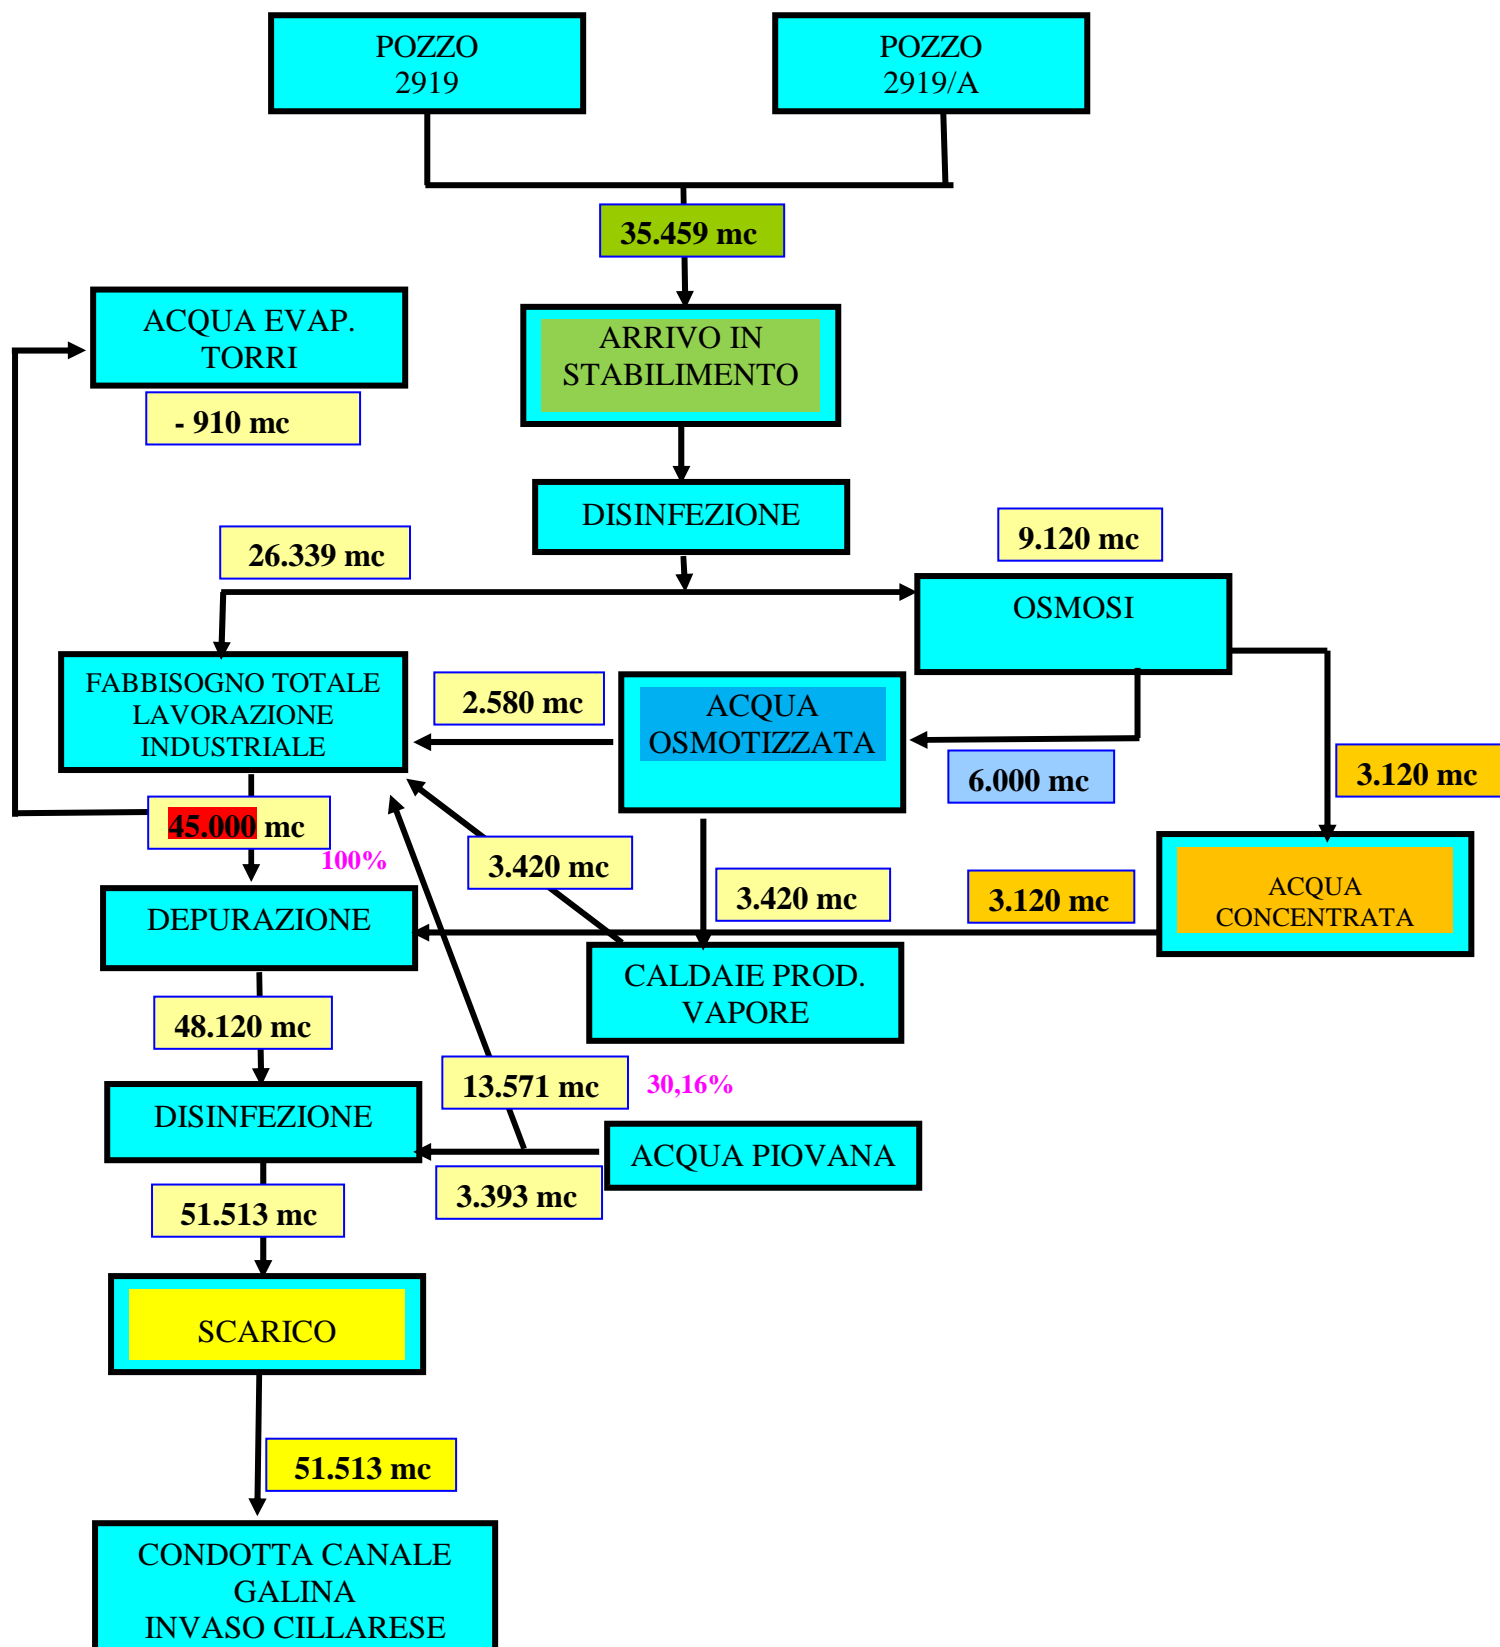 POZZO
2919
POZZO
2919/A
35.459 mc
ACQUA EVAP.
TORRI
- 910 mc
ARRIVO IN
STABILIMENTO
DISINFEZIONE
26.339 mc
9.120 mc
OSMOSI
FABBISOGNO TOTALE
LAVORAZIONE
INDUSTRIALE
2.580 mc
ACQUA
OSMOTIZZATA
6.000 mc
3.120 mc
45.000 mc
100%
3.420 mc
3.420 mc
3.120 mc
ACQUA
CONCENTRATA
DEPURAZIONE
CALDAIE PROD.
VAPORE
48.120 mc
13.571 mc
30,16%
DISINFEZIONE
ACQUA PIOVANA
3.393 mc
51.513 mc
SCARICO
51.513 mc
CONDOTTA CANALE
GALINA
INVASO CILLARESE